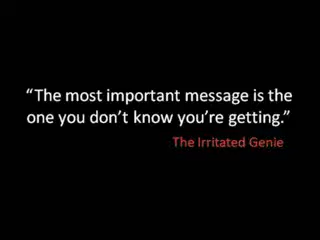 “The most important message is the
one you don’t know you’re getting.”
The Irritated Genie